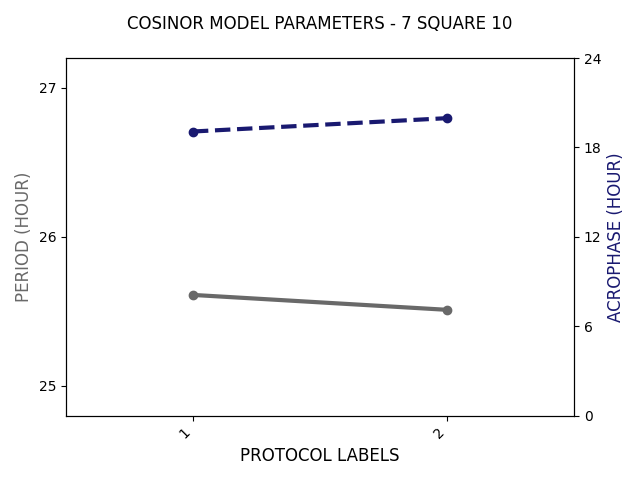 COSINOR MODEL PARAMETERS - 7 SQUARE 10
27
26
25
PERIOD (HOUR)
24
18
12
6
0
ACROPHASE (HOUR)
1
2
PROTOCOL LABELS